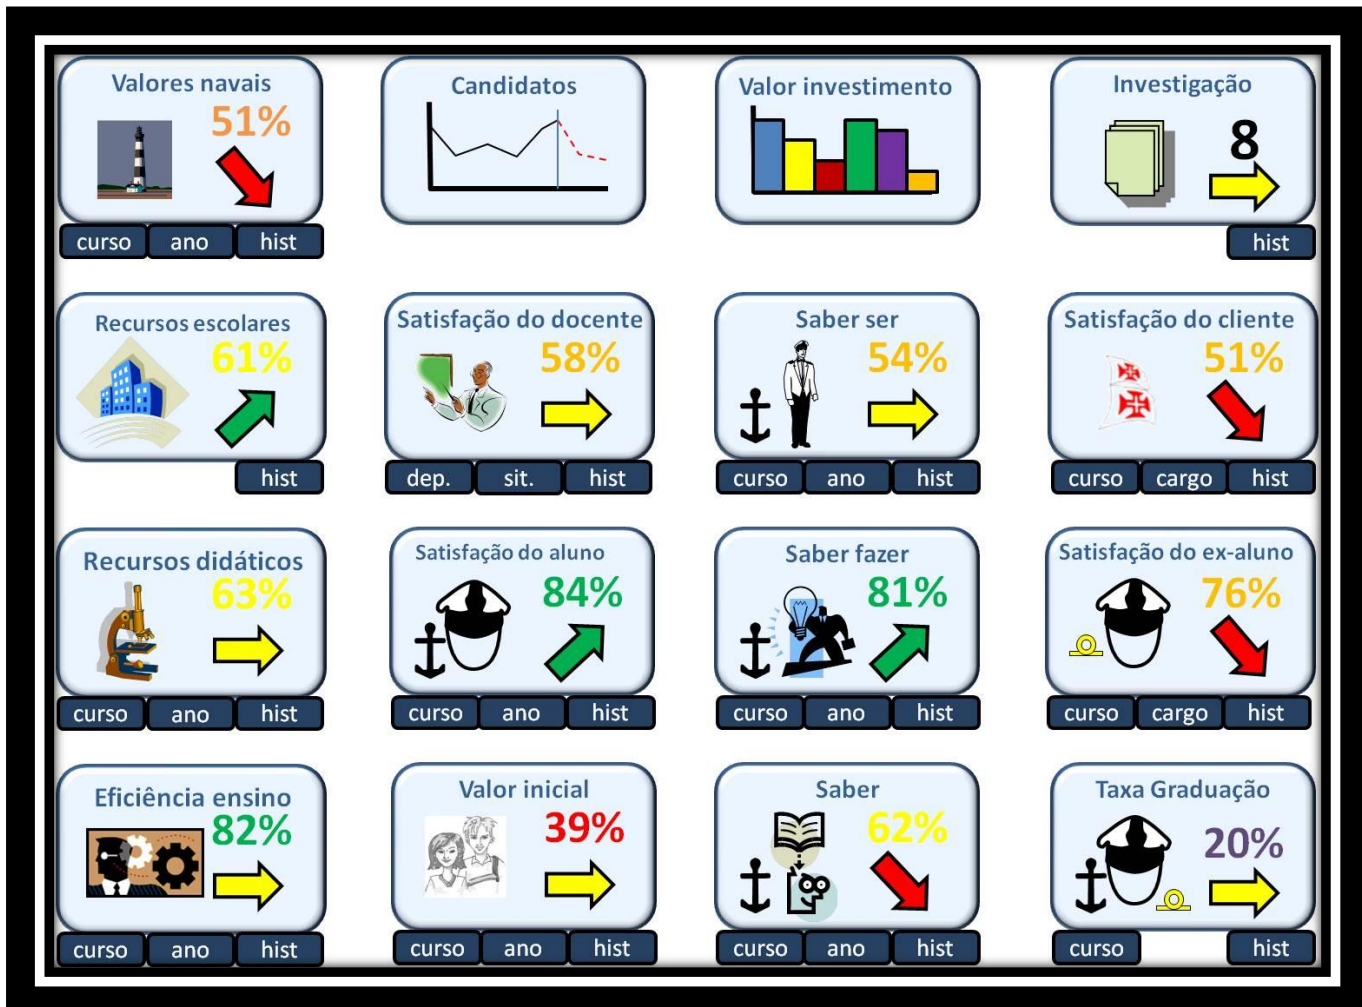 Valores navais
51%
curso ano hist
Candidatos
Valor investimento
Investigação
8
hist
Recursos escolares
61%
hist
Satisfação do docente
58%
dep. sit. hist
Saber ser
54%
curso ano hist
Satisfação do cliente
51%
curso cargo hist
Recursos didáticos
63%
curso ano hist
Satisfação do aluno
84%
curso ano hist
Saber fazer
81%
curso ano hist
Satisfação do ex-aluno
76%
curso cargo hist
Eficiência ensino
82%
curso ano hist
Valor inicial
39%
curso ano hist
Saber
62%
curso ano hist
Taxa Graduação
20%
curso hist